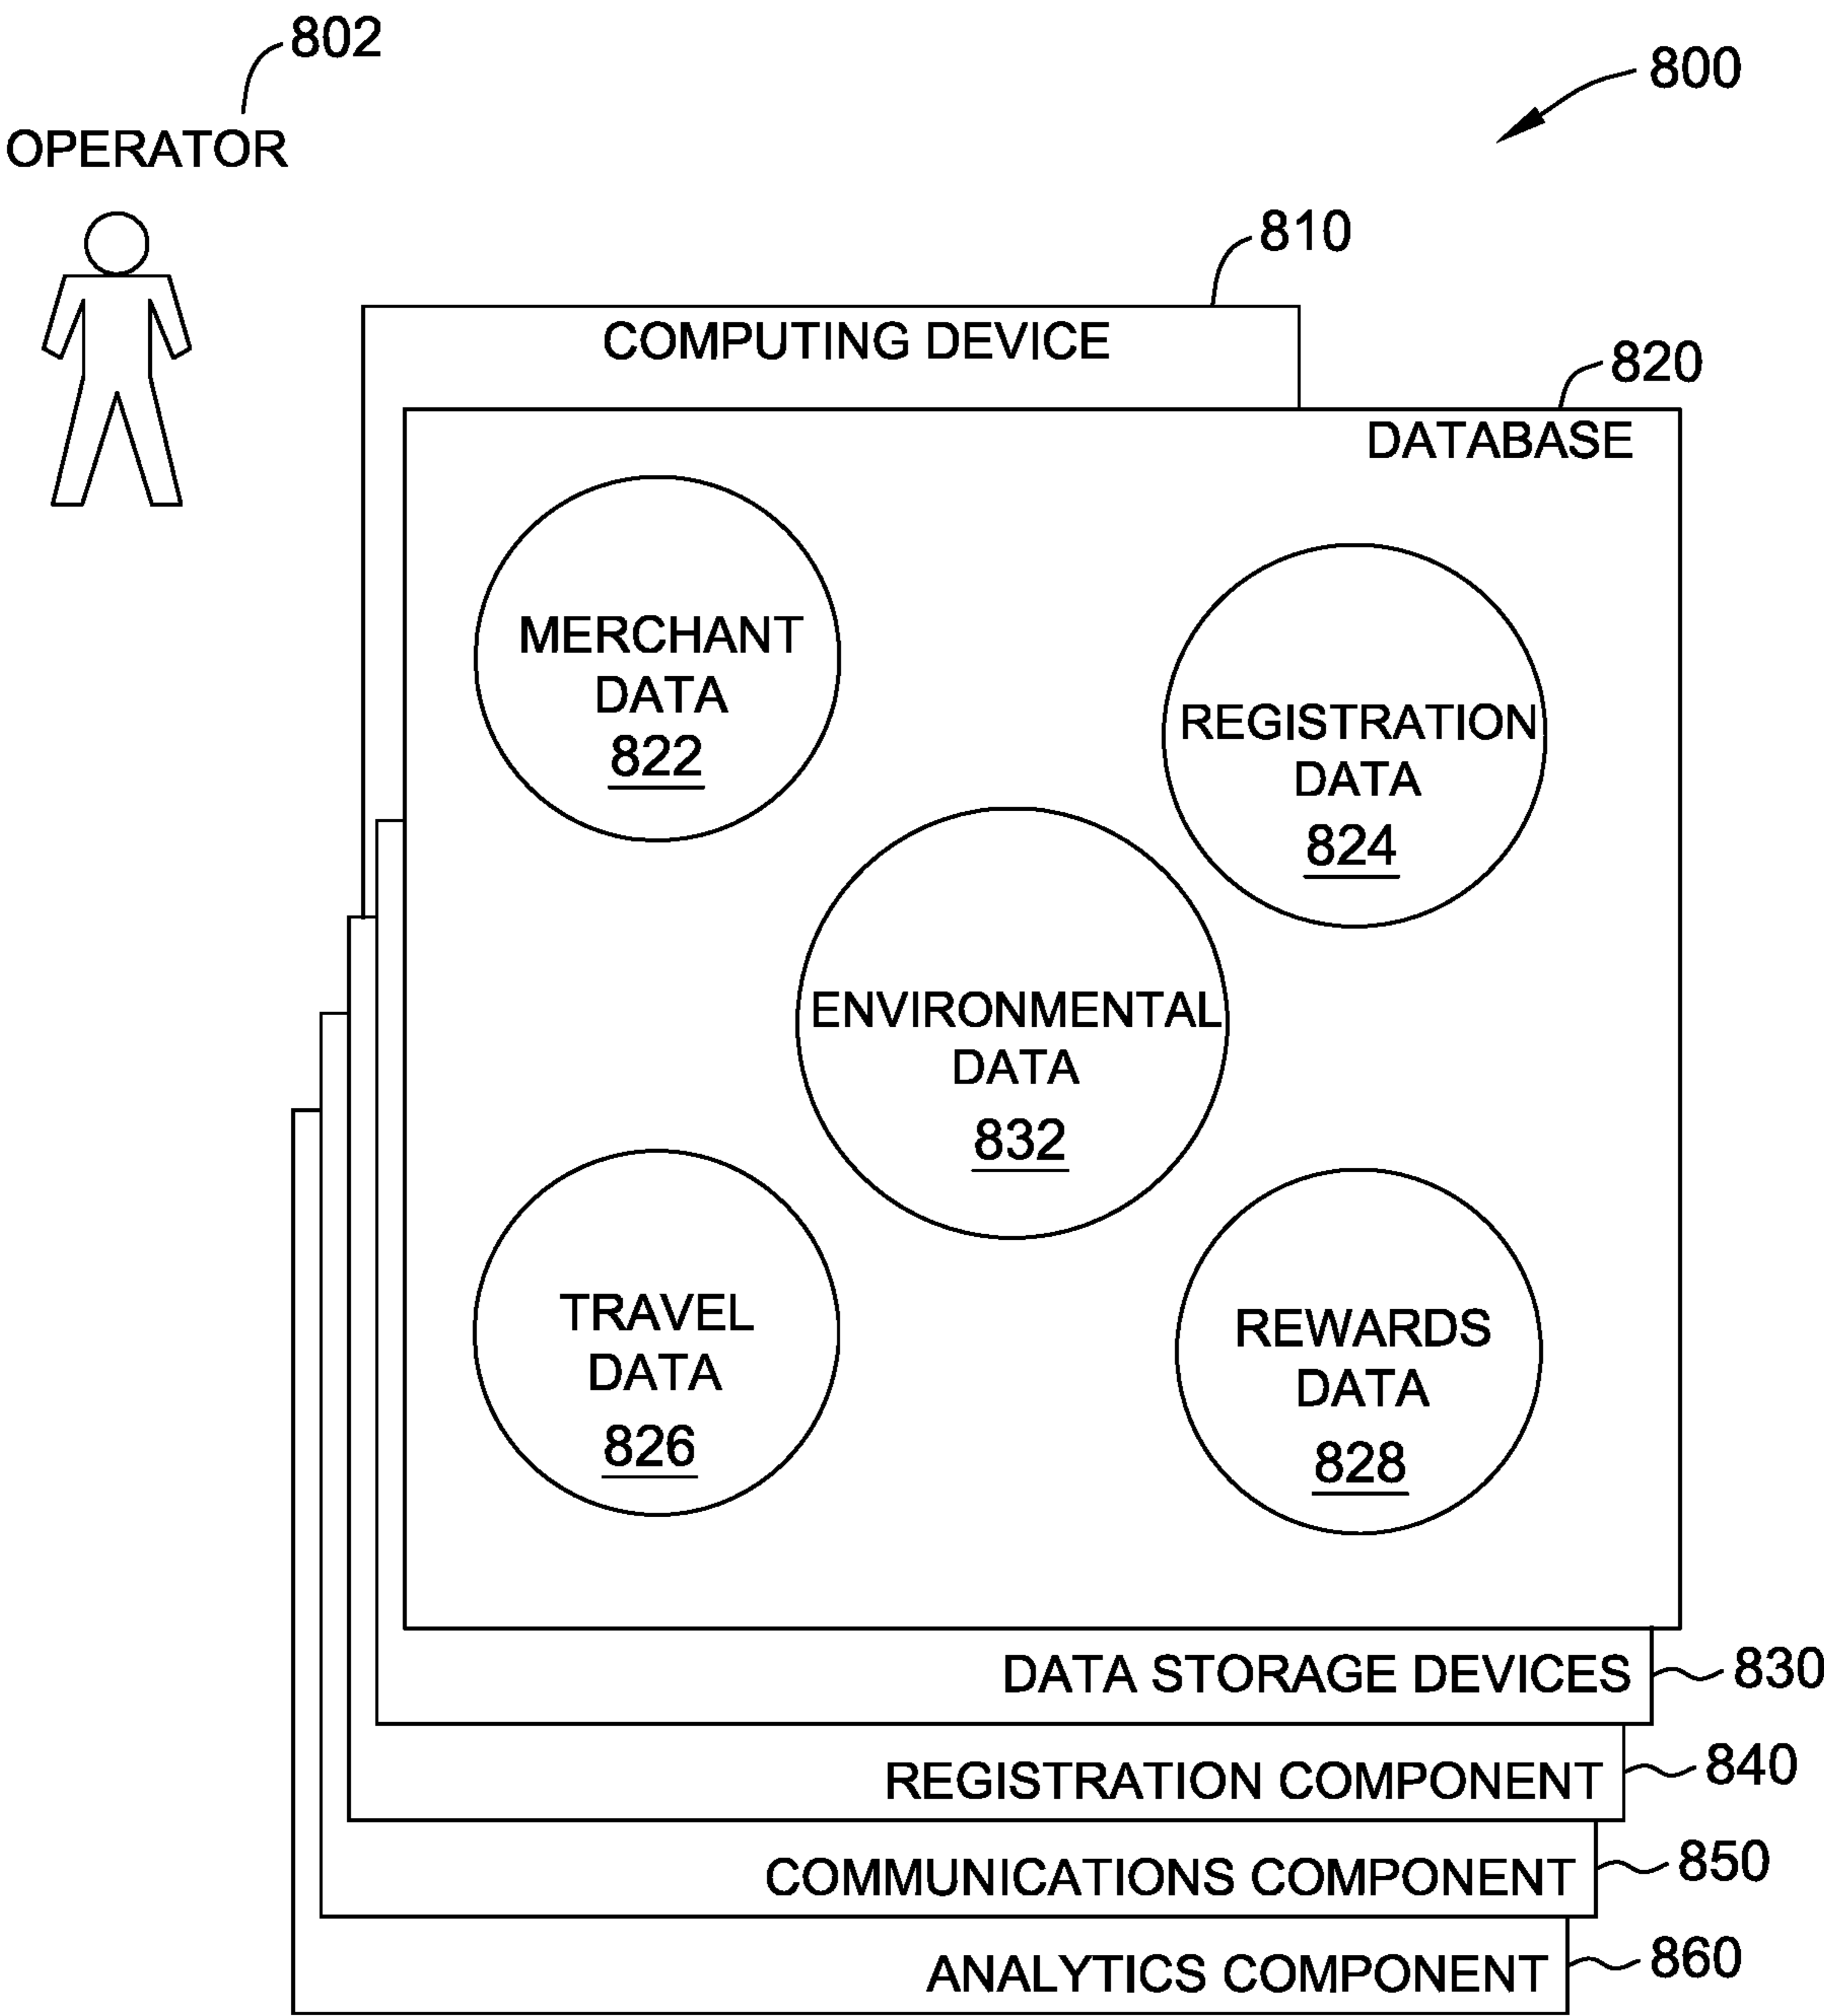 802
800
OPERATOR
810
COMPUTING DEVICE
820
DATABASE
MERCHANT
DATA
822
REGISTRATION
DATA
824
ENVIRONMENTAL
DATA
832
TRAVEL
DATA
826
REWARDS
DATA
828
DATA STORAGE DEVICES
830
REGISTRATION COMPONENT
840
COMMUNICATIONS COMPONENT
850
ANALYTICS COMPONENT
860